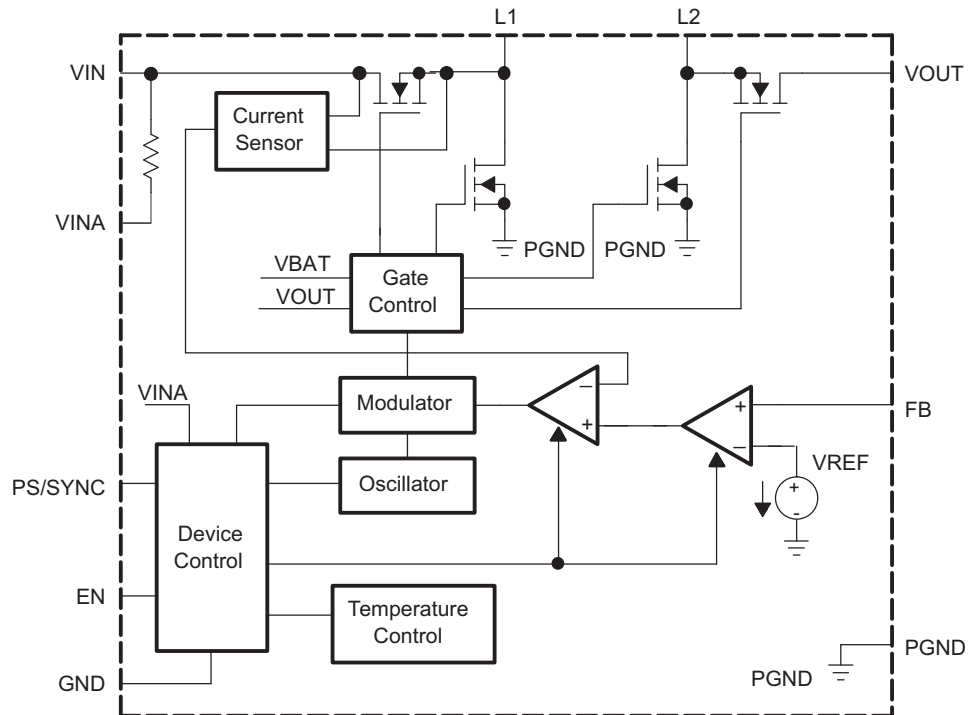 L1
L2
VIN
VOUT
Current
Sensor
VINA
PGND
PGND
VBAT
Gate
Control
VOUT
VINA
Modulator
−
+
+
−
FB
VREF
+
-
PS/SYNC
Oscillator
Device
Control
EN
Temperature
Control
PGND
PGND
GND